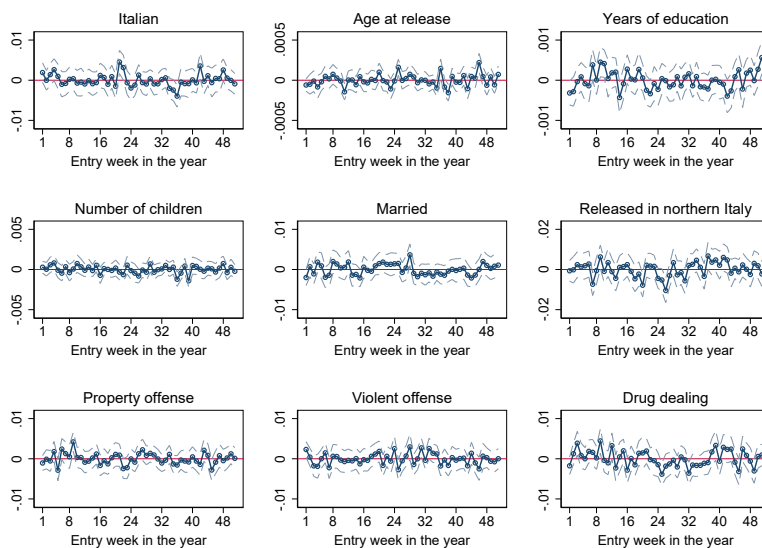 Italian
.01
0
-.01
1 8 16 24 32 40 48
Entry week in the year
Age at release
.0005
0
-.0005
1 8 16 24 32 40 48
Entry week in the year
Years of education
.001
0
-.001
1 8 16 24 32 40 48
Entry week in the year
Number of children
.005
0
-.005
1 8 16 24 32 40 48
Entry week in the year
Married
.01
0
-.01
1 8 16 24 32 40 48
Entry week in the year
Released in northern Italy
.02
0
-.02
1 8 16 24 32 40 48
Entry week in the year
Property offense
.01
0
-.01
1 8 16 24 32 40 48
Entry week in the year
Violent offense
.01
0
-.01
1 8 16 24 32 40 48
Entry week in the year
Drug dealing
.01
0
-.01
1 8 16 24 32 40 48
Entry week in the year